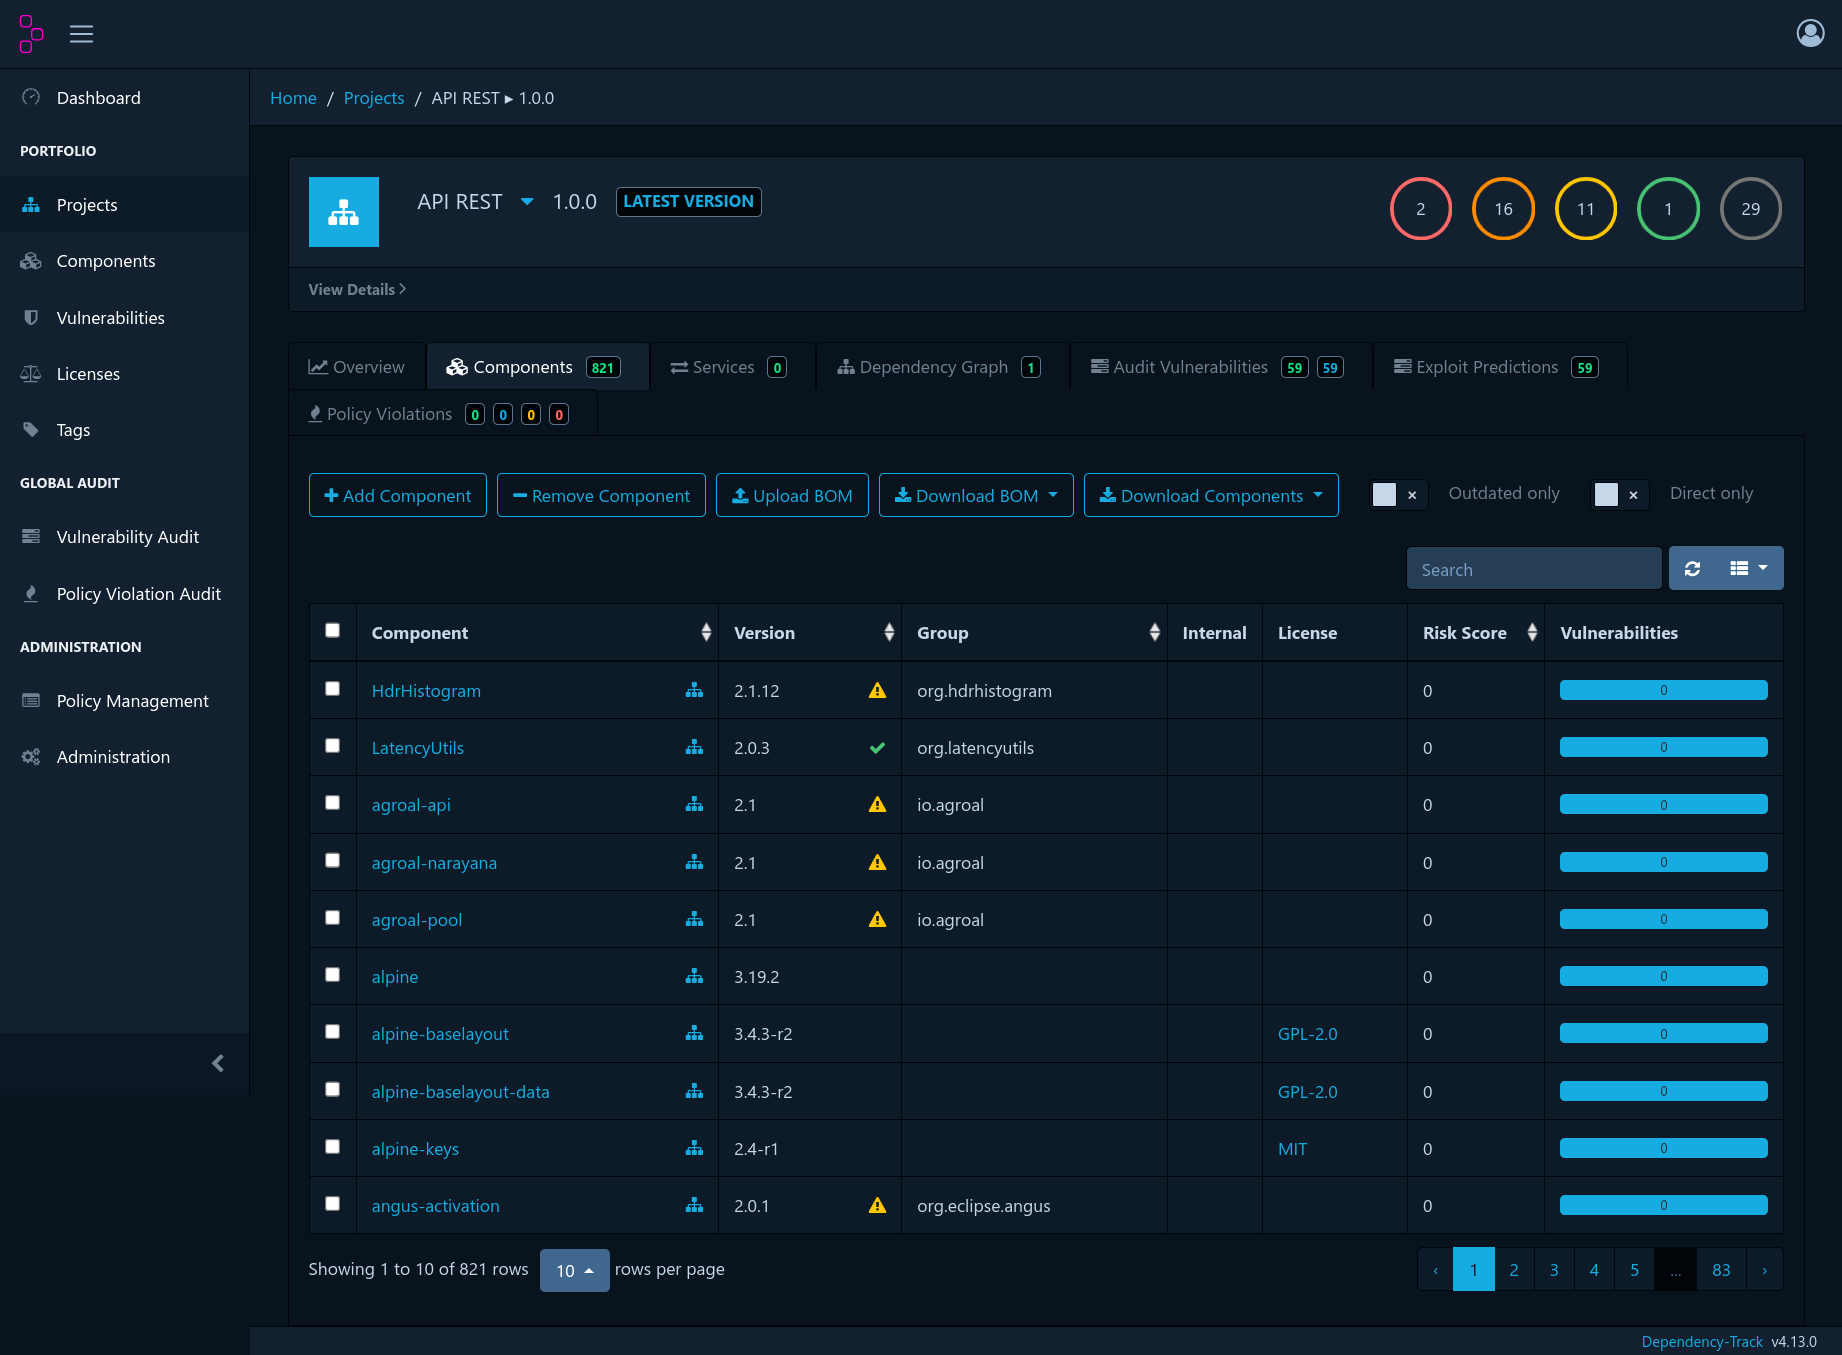 Dashboard
PORTFOLIO
Projects
Components
Vulnerabilities
Licenses
Tags
GLOBAL AUDIT
Vulnerability Audit
Policy Violation Audit
ADMINISTRATION
Policy Management
Administration
Home / Projects / API REST ▸ 1.0.0
API REST 1.0.0 LATEST VERSION 2 16 11 1 29
View Details
Overview Components 821 Services 0 Dependency Graph 1 Audit Vulnerabilities 59 59 Exploit Predictions 59
Policy Violations 0 0 0 0
Add Component Remove Component Upload BOM Download BOM Download Components × Outdated only × Direct only
Search
Component Version Group Internal License Risk Score Vulnerabilities
HdrHistogram 2.1.12 org.hdrhistogram 0 0
LatencyUtils 2.0.3 org.latencyutils 0 0
agroal-api 2.1 io.agroal 0 0
agroal-narayana 2.1 io.agroal 0 0
agroal-pool 2.1 io.agroal 0 0
alpine 3.19.2 0 0
alpine-baselayout 3.4.3-r2 GPL-2.0 0 0
alpine-baselayout-data 3.4.3-r2 GPL-2.0 0 0
alpine-keys 2.4-r1 MIT 0 0
angus-activation 2.0.1 org.eclipse.angus 0 0
Showing 1 to 10 of 821 rows 10 rows per page ‹ 1 2 3 4 5 ... 83 ›
Dependency-Track v4.13.0